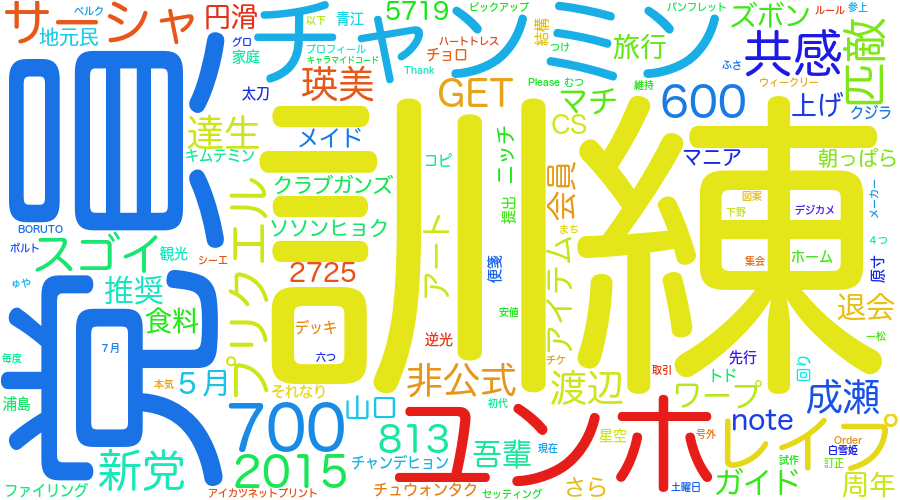 サーシャ
ベルク
地元民
円滑
以下
チャンミン
青江
グロ
家庭
プロフィール
キャラマイドコード
太刀
瑛美
5719
ピックアップ
ハートトレス
チョロ
Thank
GET
結構
つけ
旅行
Please
むつ
マチ
維持
パンフレット
ルール
参上
ズボン
共感
匹敵
ふさ
ウィークリー
600
上げ
クジラ
達生
キムテミン
メイド
コピ
ニッチ
CS
マニア
朝っぱら
訓練
クラブガンズ
提出
会員
図案
下野
デジカメ
メーカー
BORUTO
ボルト
スゴイ
観光
シーエ
プリクエル
ソソンヒョク
アート
まち
4つ
ゅや
推奨
2725
便箋
アイテム
集会
ホーム
原寸
食料
7月
デッキ
六つ
安値
退会
毎度
逆光
チケ
先行
一松
本気
5月
それなり
非公式
取引
トド
回り
浦島
山口
初代
渡辺
ワープ
成瀬
700
ユンホ
note
新党
813
吾輩
現在
星空
号外
レイプ
Order
白雪姫
2015
チャンデヒョン
試作
訂正
ファイリング
アイカツネットプリント
チュウォンタク
セッティング
さら
土曜日
ガイド
周年